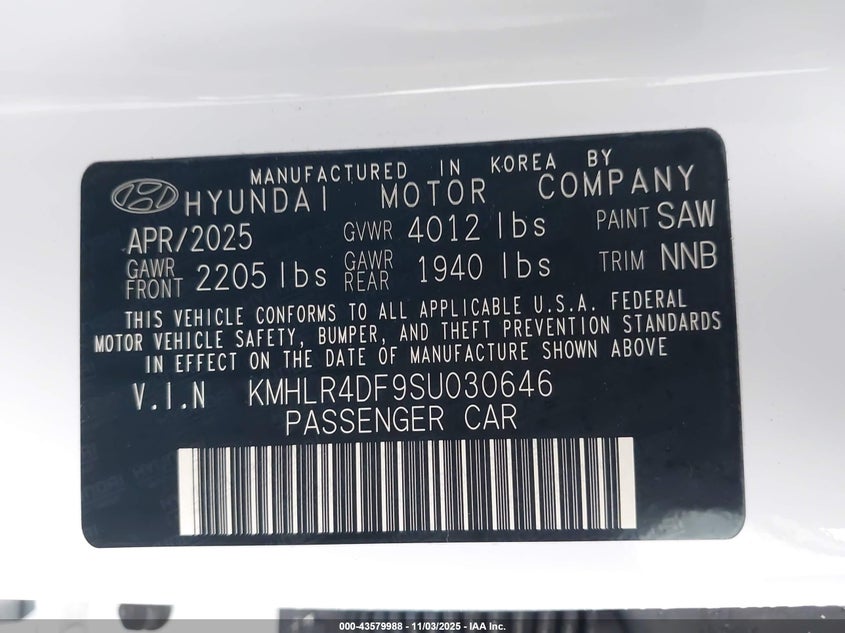 MANUFACTURED IN KOREA BY
HYUNDAI MOTOR COMPANY
APR/2025 GVWR 4012 lbs PAINT SAW
GAWR FRONT 2205 lbs GAWR REAR 1940 lbs TRIM NNB
THIS VEHICLE CONFORMS TO ALL APPLICABLE U.S.A. FEDERAL
MOTOR VEHICLE SAFETY, BUMPER, AND THEFT PREVENTION STANDARDS
IN EFFECT ON THE DATE OF MANUFACTURE SHOWN ABOVE
V.I.N KMHLR4DF9SU030646
PASSENGER CAR
000-43579988 - 11/03/2025 - IAA Inc.